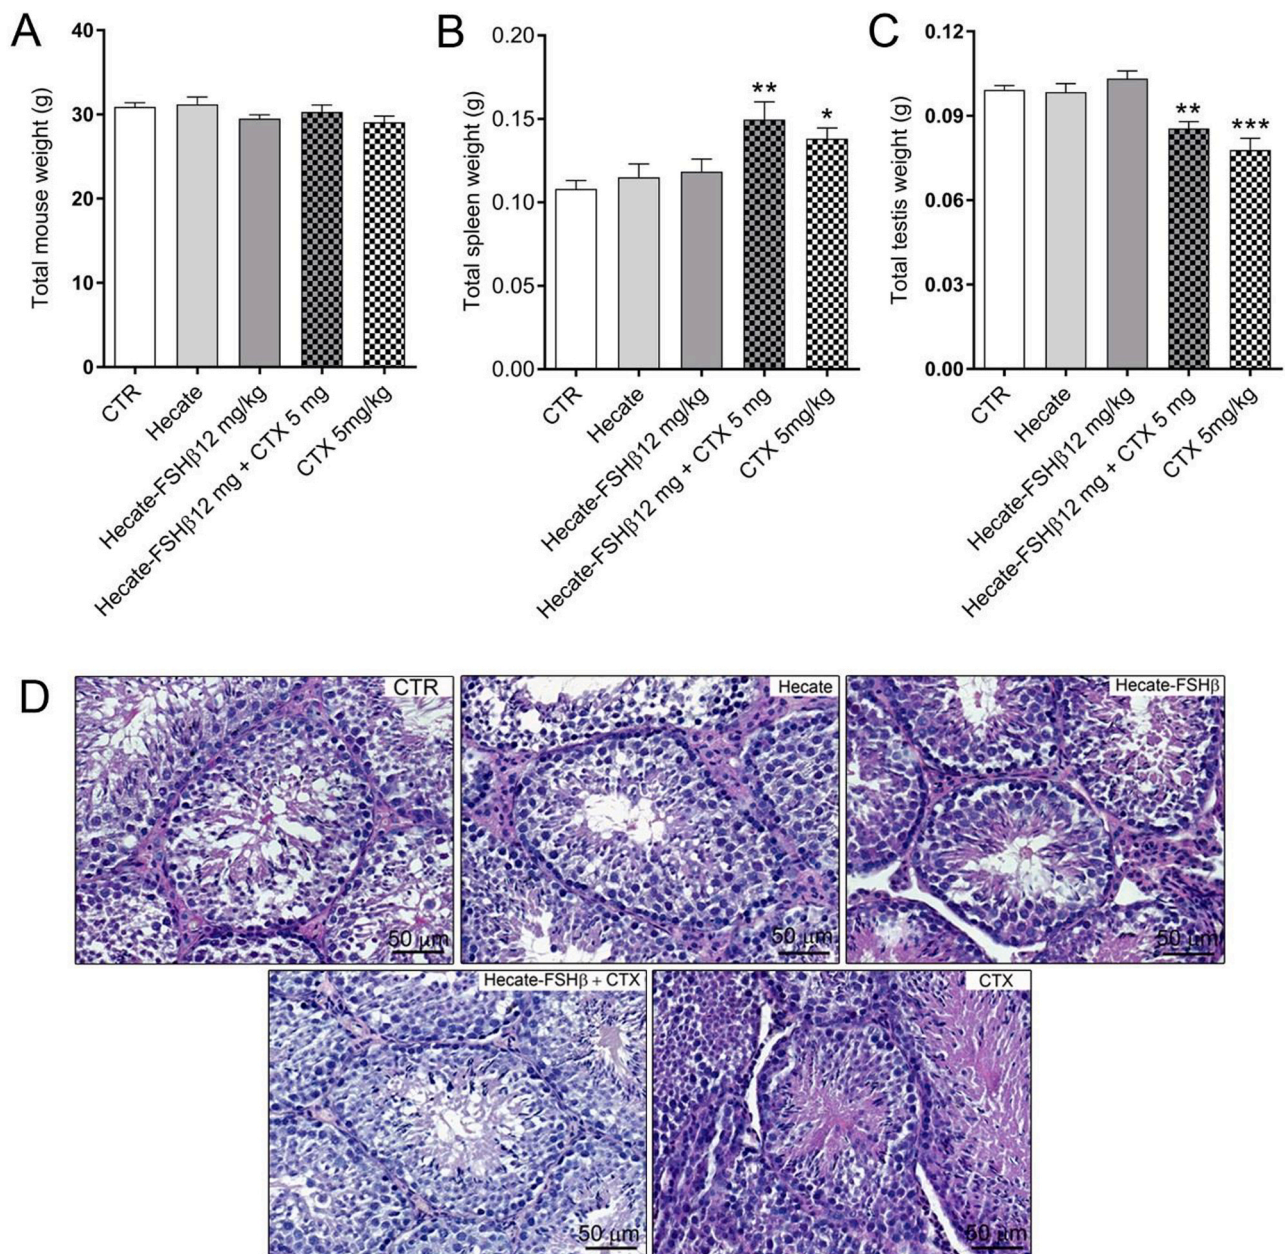 A
Total mouse weight (g)
40
30
20
10
0
CTR
Hecate
Hecate-FSHβ12 mg/kg
Hecate-FSHβ12 mg + CTX 5 mg
CTX 5mg/kg
B
Total spleen weight (g)
0.20
0.15
0.10
0.05
0.00
**
*
CTR
Hecate
Hecate-FSHβ12 mg/kg
Hecate-FSHβ12 mg + CTX 5 mg
CTX 5mg/kg
C
Total testis weight (g)
0.12
0.09
0.06
0.03
0.00
**
***
CTR
Hecate
Hecate-FSHβ12 mg/kg
Hecate-FSHβ12 mg + CTX 5 mg
CTX 5mg/kg
D
CTR
50 μm
Hecate
50 μm
Hecate-FSHβ
50 μm
Hecate-FSHβ + CTX
50 μm
CTX
50 μm